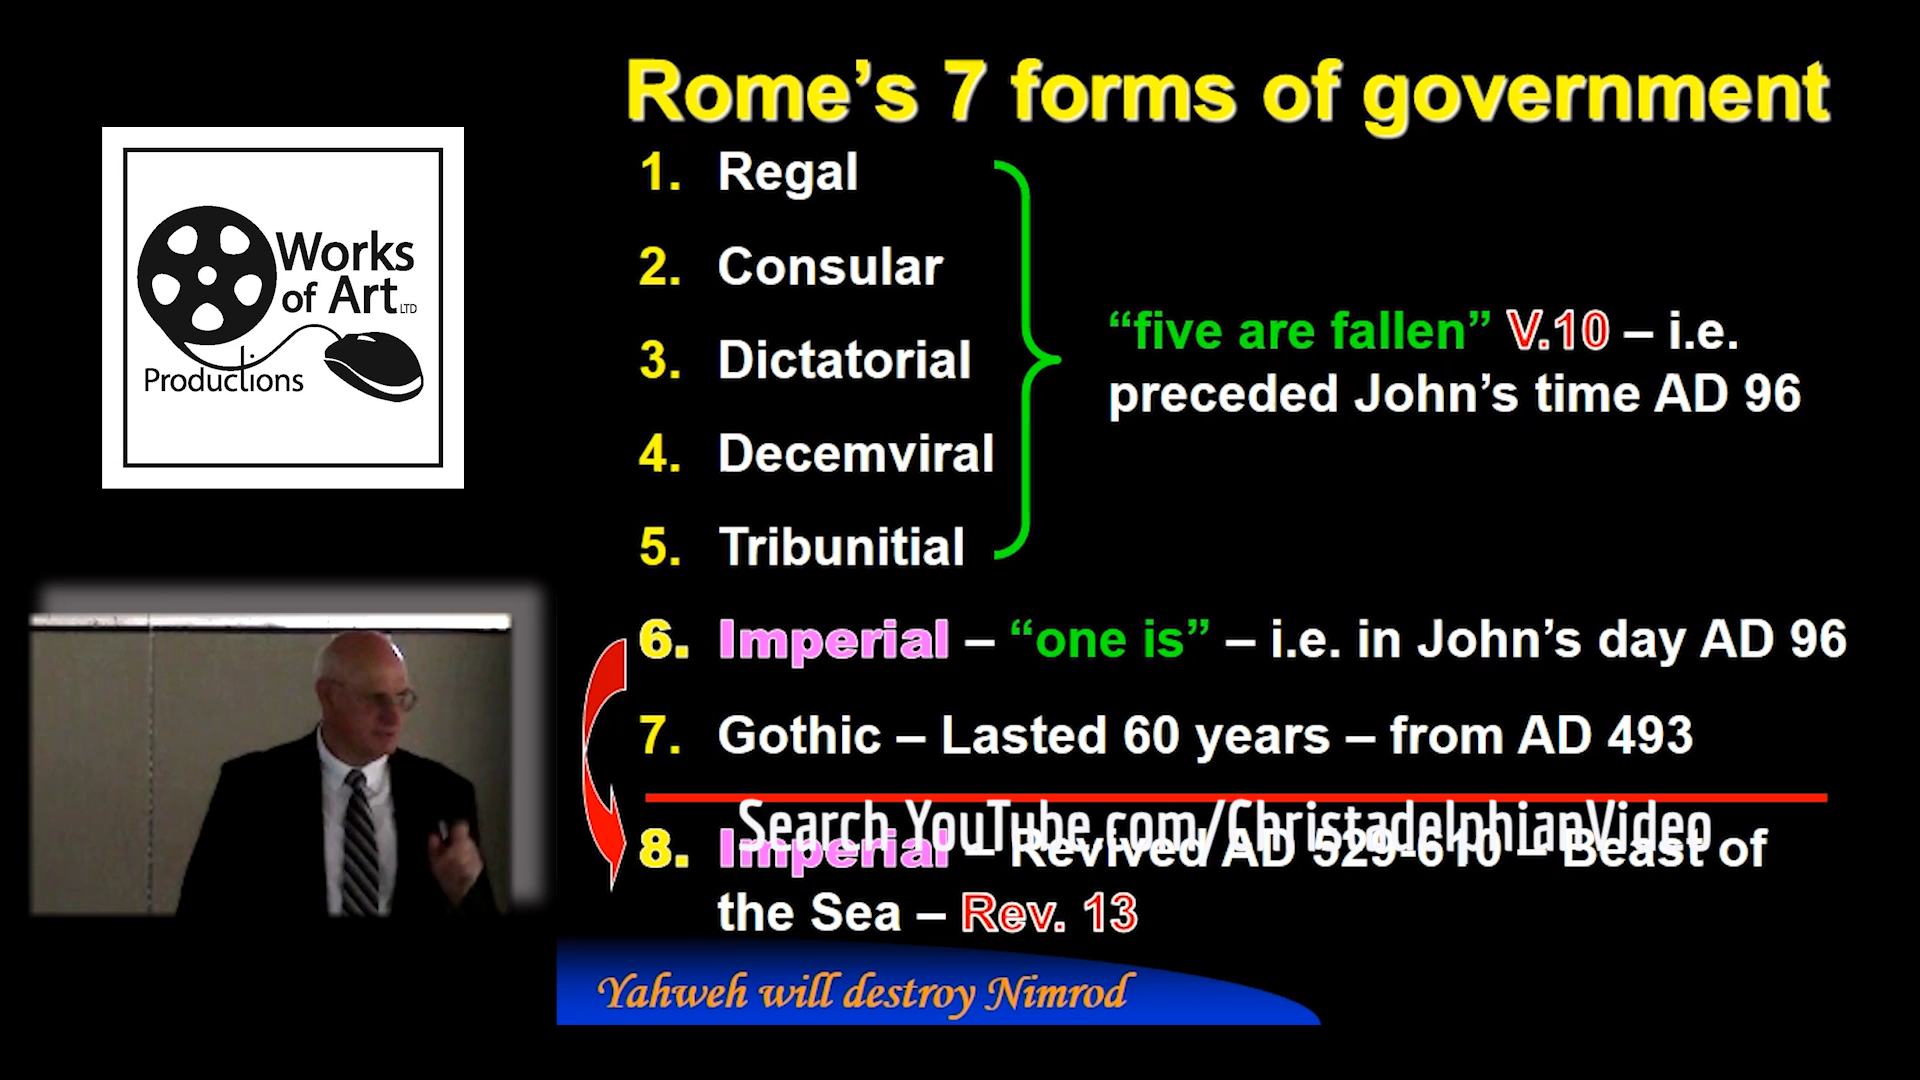 Rome's 7 forms of government
Works
of Art LTD
Productions
1. Regal
2. Consular
3. Dictatorial
4. Decemviral
5. Tribunitial
"five are fallen" V.10 – i.e.
preceded John's time AD 96
6. Imperial – "one is" – i.e. in John's day AD 96
7. Gothic – Lasted 60 years – from AD 493
Search YouTube.com/ChristadelphianVideo
8. Imperial – Revived AD 529-610 – Beast of
the Sea – Rev. 13
Yahweh will destroy Nimrod